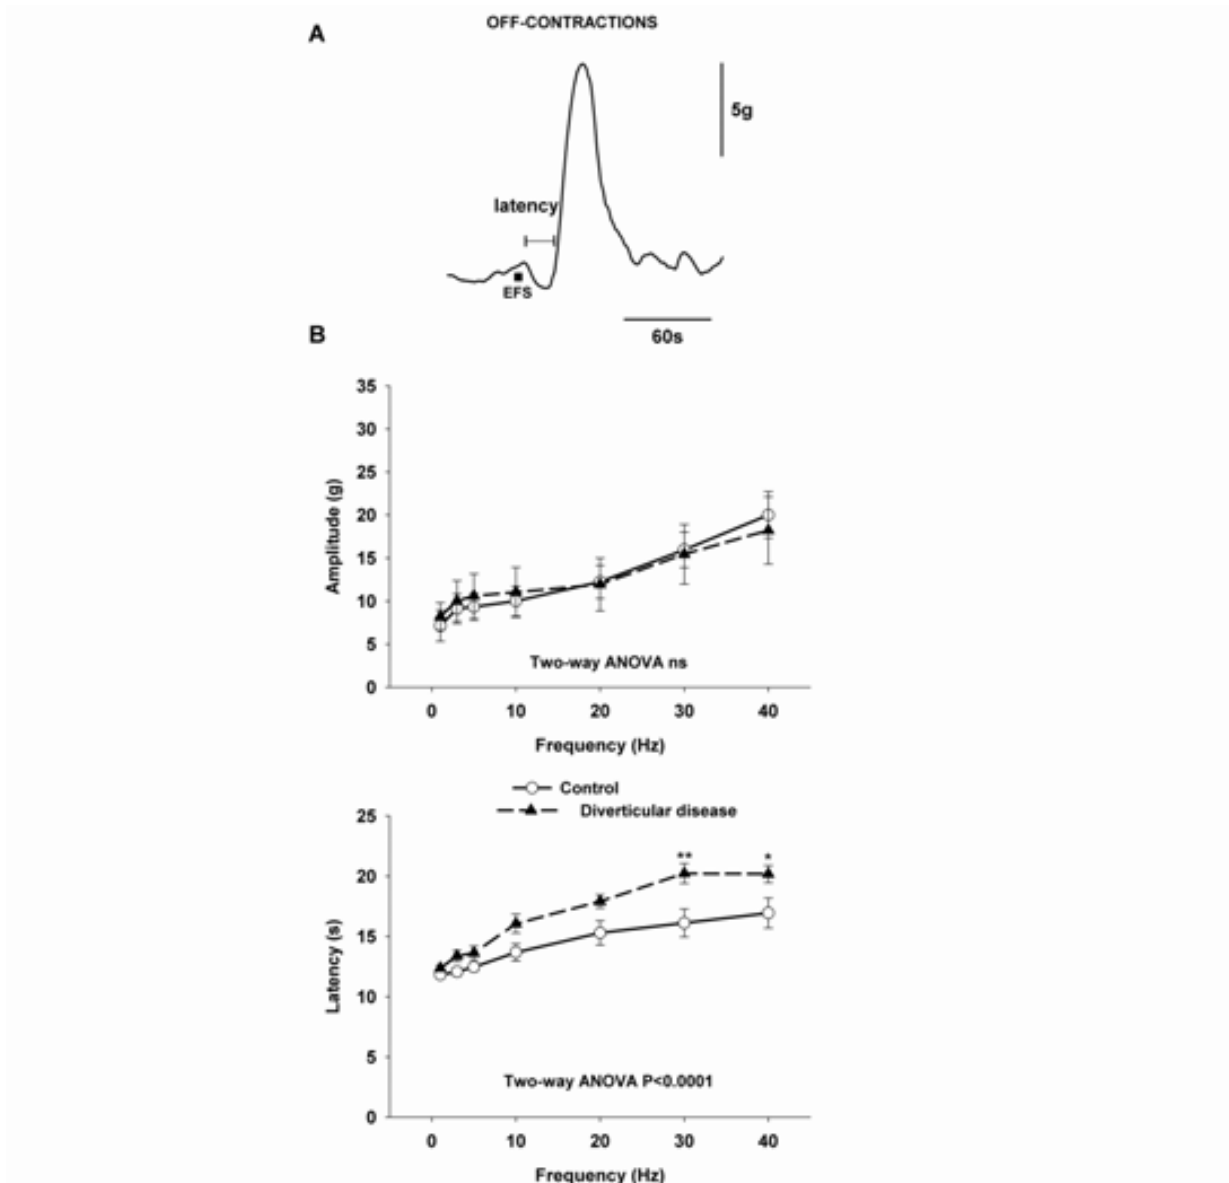 A
OFF-CONTRACTIONS
5g
latency
EFS
60s
B
35
30
25
20
15
10
5
0
Amplitude (g)
Two-way ANOVA ns
0 10 20 30 40
Frequency (Hz)
Control
Diverticular disease
25
20
15
10
5
0
Latency (s)
** *
Two-way ANOVA P<0.0001
0 10 20 30 40
Frequency (Hz)